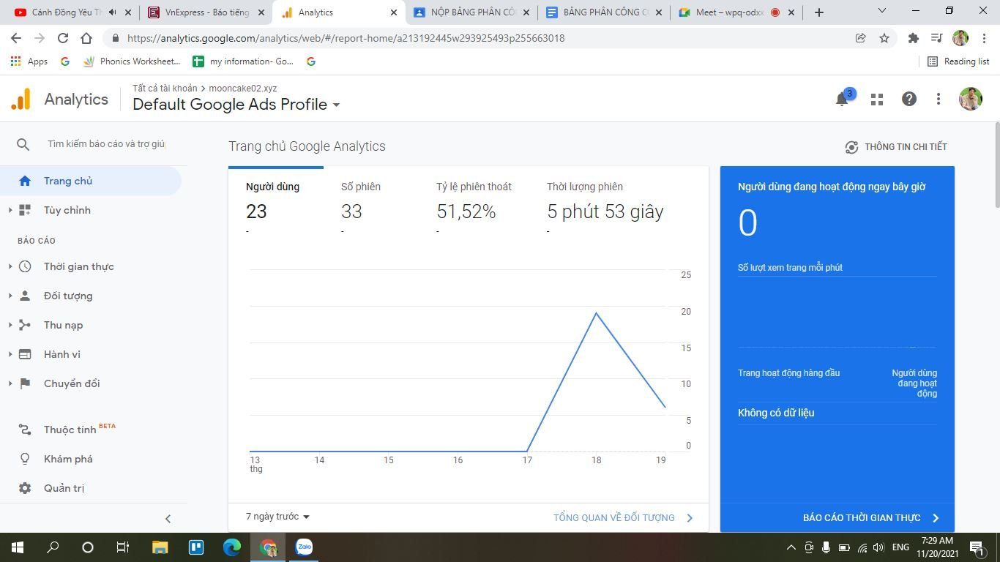 Cánh Đồng Yêu Th
VnExpress - Báo tiếng
Analytics
NỘP BẢNG PHÂN CÔ
BẢNG PHÂN CÔNG C
Meet – wpq-odxx
https://analytics.google.com/analytics/web/#/report-home/a213192445w293925493p255663018
Apps
Phonics Worksheet...
my information- Go...
Reading list
Analytics
Tất cả tài khoản > mooncake02.xyz
Default Google Ads Profile
3
Tìm kiếm báo cáo và trợ giúp
Trang chủ
Tùy chỉnh
BÁO CÁO
Thời gian thực
Đối tượng
Thu nạp
Hành vi
Chuyển đổi
Thuộc tính BETA
Khám phá
Quản trị
Trang chủ Google Analytics
THÔNG TIN CHI TIẾT
Người dùng
23
-
Số phiên
33
-
Tỷ lệ phiên thoát
51,52%
-
Thời lượng phiên
5 phút 53 giây
-
25
20
15
10
5
0
13
thg
14
15
16
17
18
19
7 ngày trước
TỔNG QUAN VỀ ĐỐI TƯỢNG
Người dùng đang hoạt động ngay bây giờ
0
Số lượt xem trang mỗi phút
Trang hoạt động hàng đầu
Người dùng
đang hoạt
động
Không có dữ liệu
BÁO CÁO THỜI GIAN THỰC
Zalo
ENG
7:29 AM
11/20/2021
1